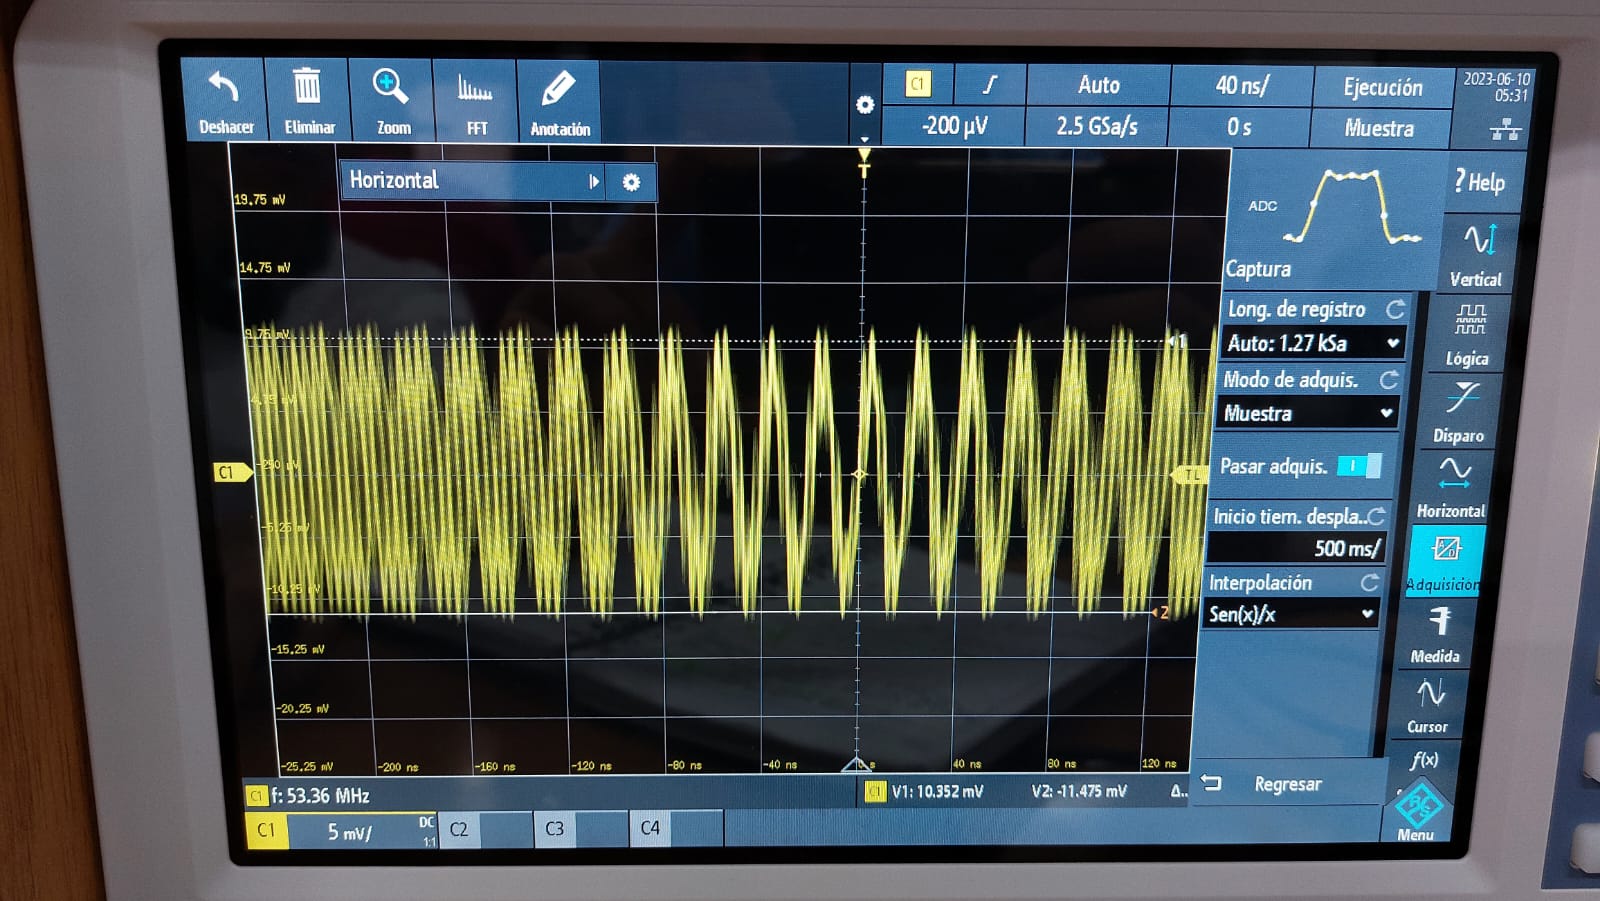 Deshacer
Eliminar
Zoom
FFT
Anotación
C1
Auto
40 ns/
Ejecución
2023-06-10
05:31
-200 µV
2.5 GSa/s
0 s
Muestra
Horizontal
T
19.75 mV
14.75 mV
9.75 mV
4.75 mV
-250 µV
-5.25 mV
-10.25 mV
-15.25 mV
-20.25 mV
-25.25 mV
-200 ns
-160 ns
-120 ns
-80 ns
-40 ns
0 s
40 ns
80 ns
120 ns
C1
1
TL
2
ADC
Captura
Long. de registro
Auto: 1.27 kSa
Modo de adquis.
Muestra
Pasar adquis.
Inicio tiem. despla..
500 ms/
Interpolación
Sen(x)/x
Regresar
? Help
Vertical
Lógica
Disparo
Horizontal
A/D
Adquisición
Medida
Cursor
f(x)
Menu
C1 f: 53.36 MHz
C1 V1: 10.352 mV V2: -11.475 mV Δ..
C1 5 mV/ DC 1:1
C2
C3
C4